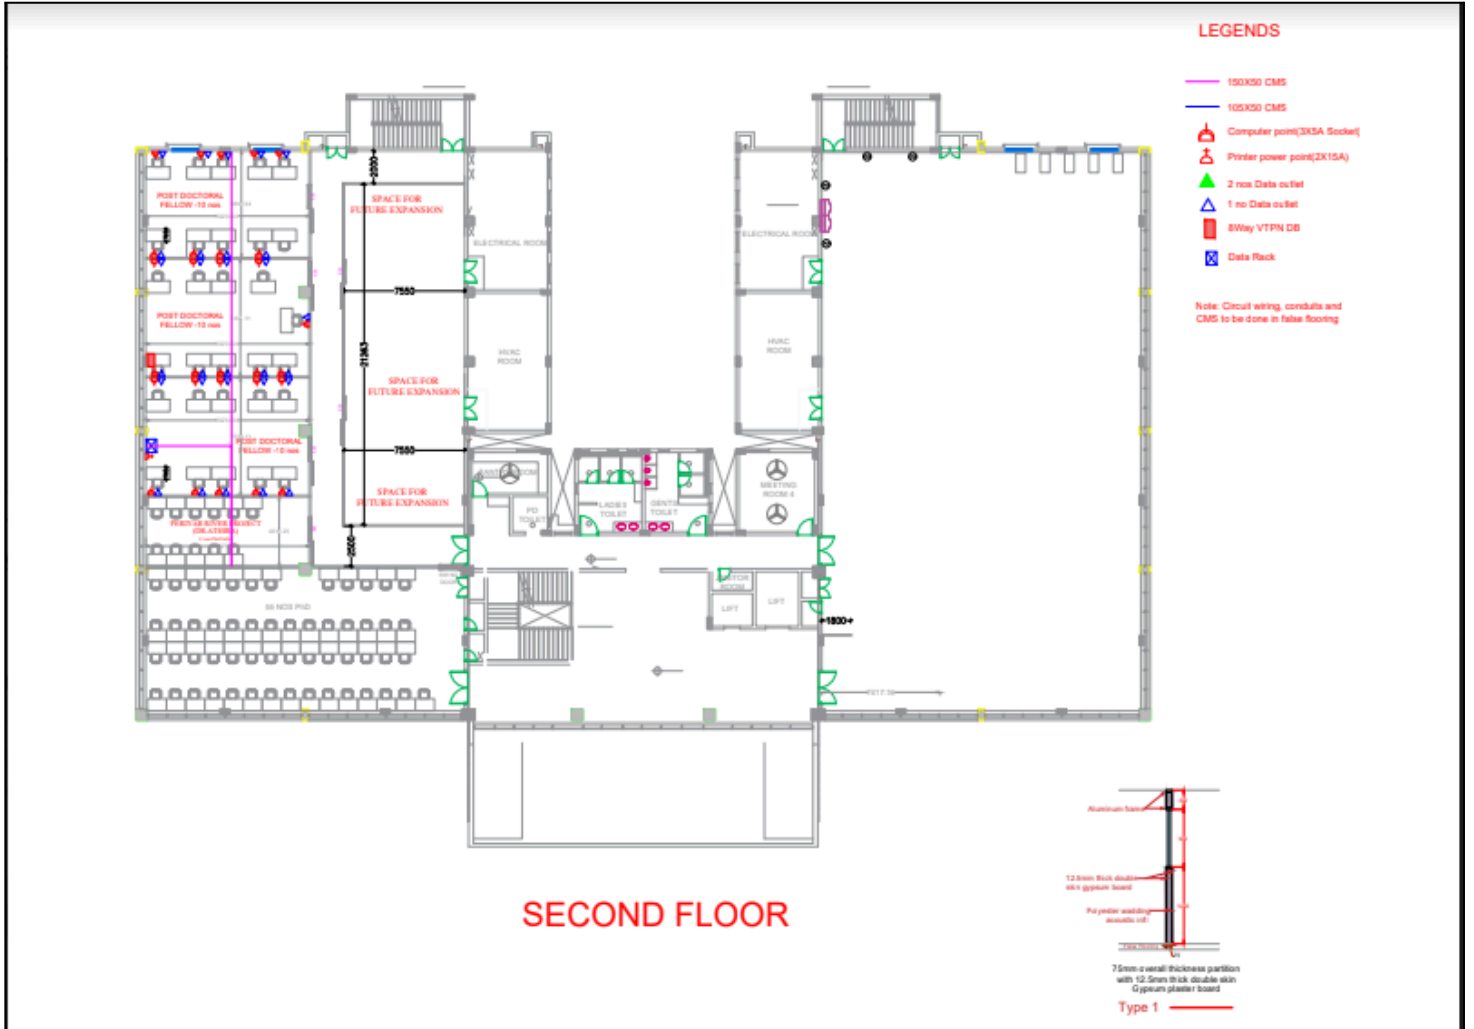 LEGENDS
150X50 CMS
105X50 CMS
Computer point(3X5A Socket)
Printer power point(2X15A)
2 nos Data outlet
1 no Data outlet
8Way VTPN DB
Data Rack
Note: Circuit wiring, conduits and
CMS to be done in false flooring
POST DOCTORAL
FELLOW -10 nos
2000
SPACE FOR
FUTURE EXPANSION
ELECTRICAL ROOM
ELECTRICAL ROOM
7550
POST DOCTORAL
FELLOW -10 nos
21363
HVAC
ROOM
HVAC
ROOM
SPACE FOR
FUTURE EXPANSION
POST DOCTORAL
FELLOW -10 nos
7550
MEETING
ROOM 4
SPACE FOR
FUTURE EXPANSION
PD
TOILET
LADIES
TOILET
GENTS
TOILET
2500
ROOM
LIFT
LIFT
1800
SECOND FLOOR
Aluminum frame
12.5mm thick double
skin gypsum board
Polyester wadding
acoustic infil
75mm overall thickness partition
with 12.5mm thick double skin
Gypsum plaster board
Type 1